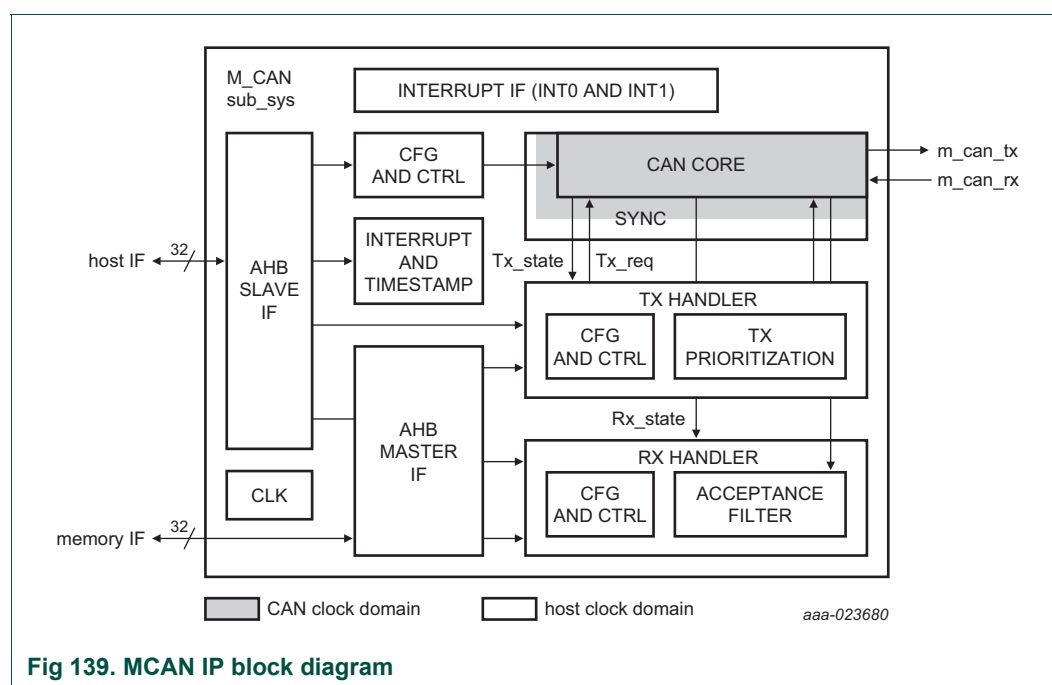 M_CAN
sub_sys
INTERRUPT IF (INT0 AND INT1)
CFG
AND CTRL
CAN CORE
m_can_tx
m_can_rx
SYNC
host IF
32
AHB
SLAVE
IF
INTERRUPT
AND
TIMESTAMP
Tx_state
Tx_req
TX HANDLER
CFG
AND CTRL
TX
PRIORITIZATION
AHB
MASTER
IF
Rx_state
RX HANDLER
CFG
AND CTRL
ACCEPTANCE
FILTER
CLK
memory IF
32
CAN clock domain
host clock domain
aaa-023680
Fig 139. MCAN IP block diagram